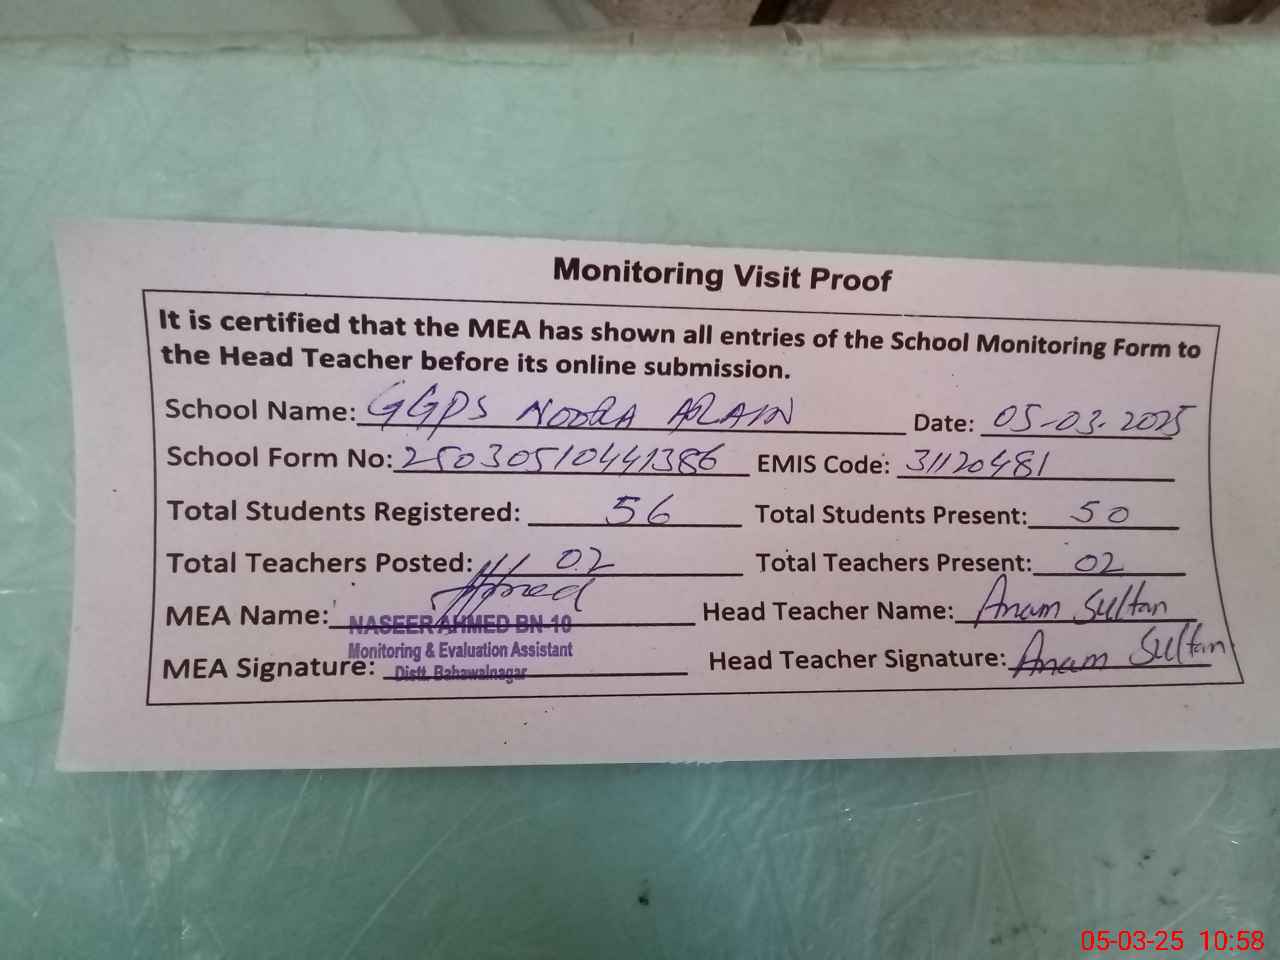 Monitoring Visit Proof
It is certified that the MEA has shown all entries of the School Monitoring Form to
the Head Teacher before its online submission.
School Name: GGPS NOORA ARAIN Date: 05-03-2025
School Form No: 25030510441386 EMIS Code: 31120481
Total Students Registered: 56 Total Students Present: 50
Total Teachers Posted: 02 Total Teachers Present: 02
MEA Name: NASEER AHMED BN-10 Head Teacher Name: Anam Sultan
Monitoring & Evaluation Assistant
MEA Signature: Distt. Bahawalnagar Head Teacher Signature: Anam Sultan
05-03-25 10:58